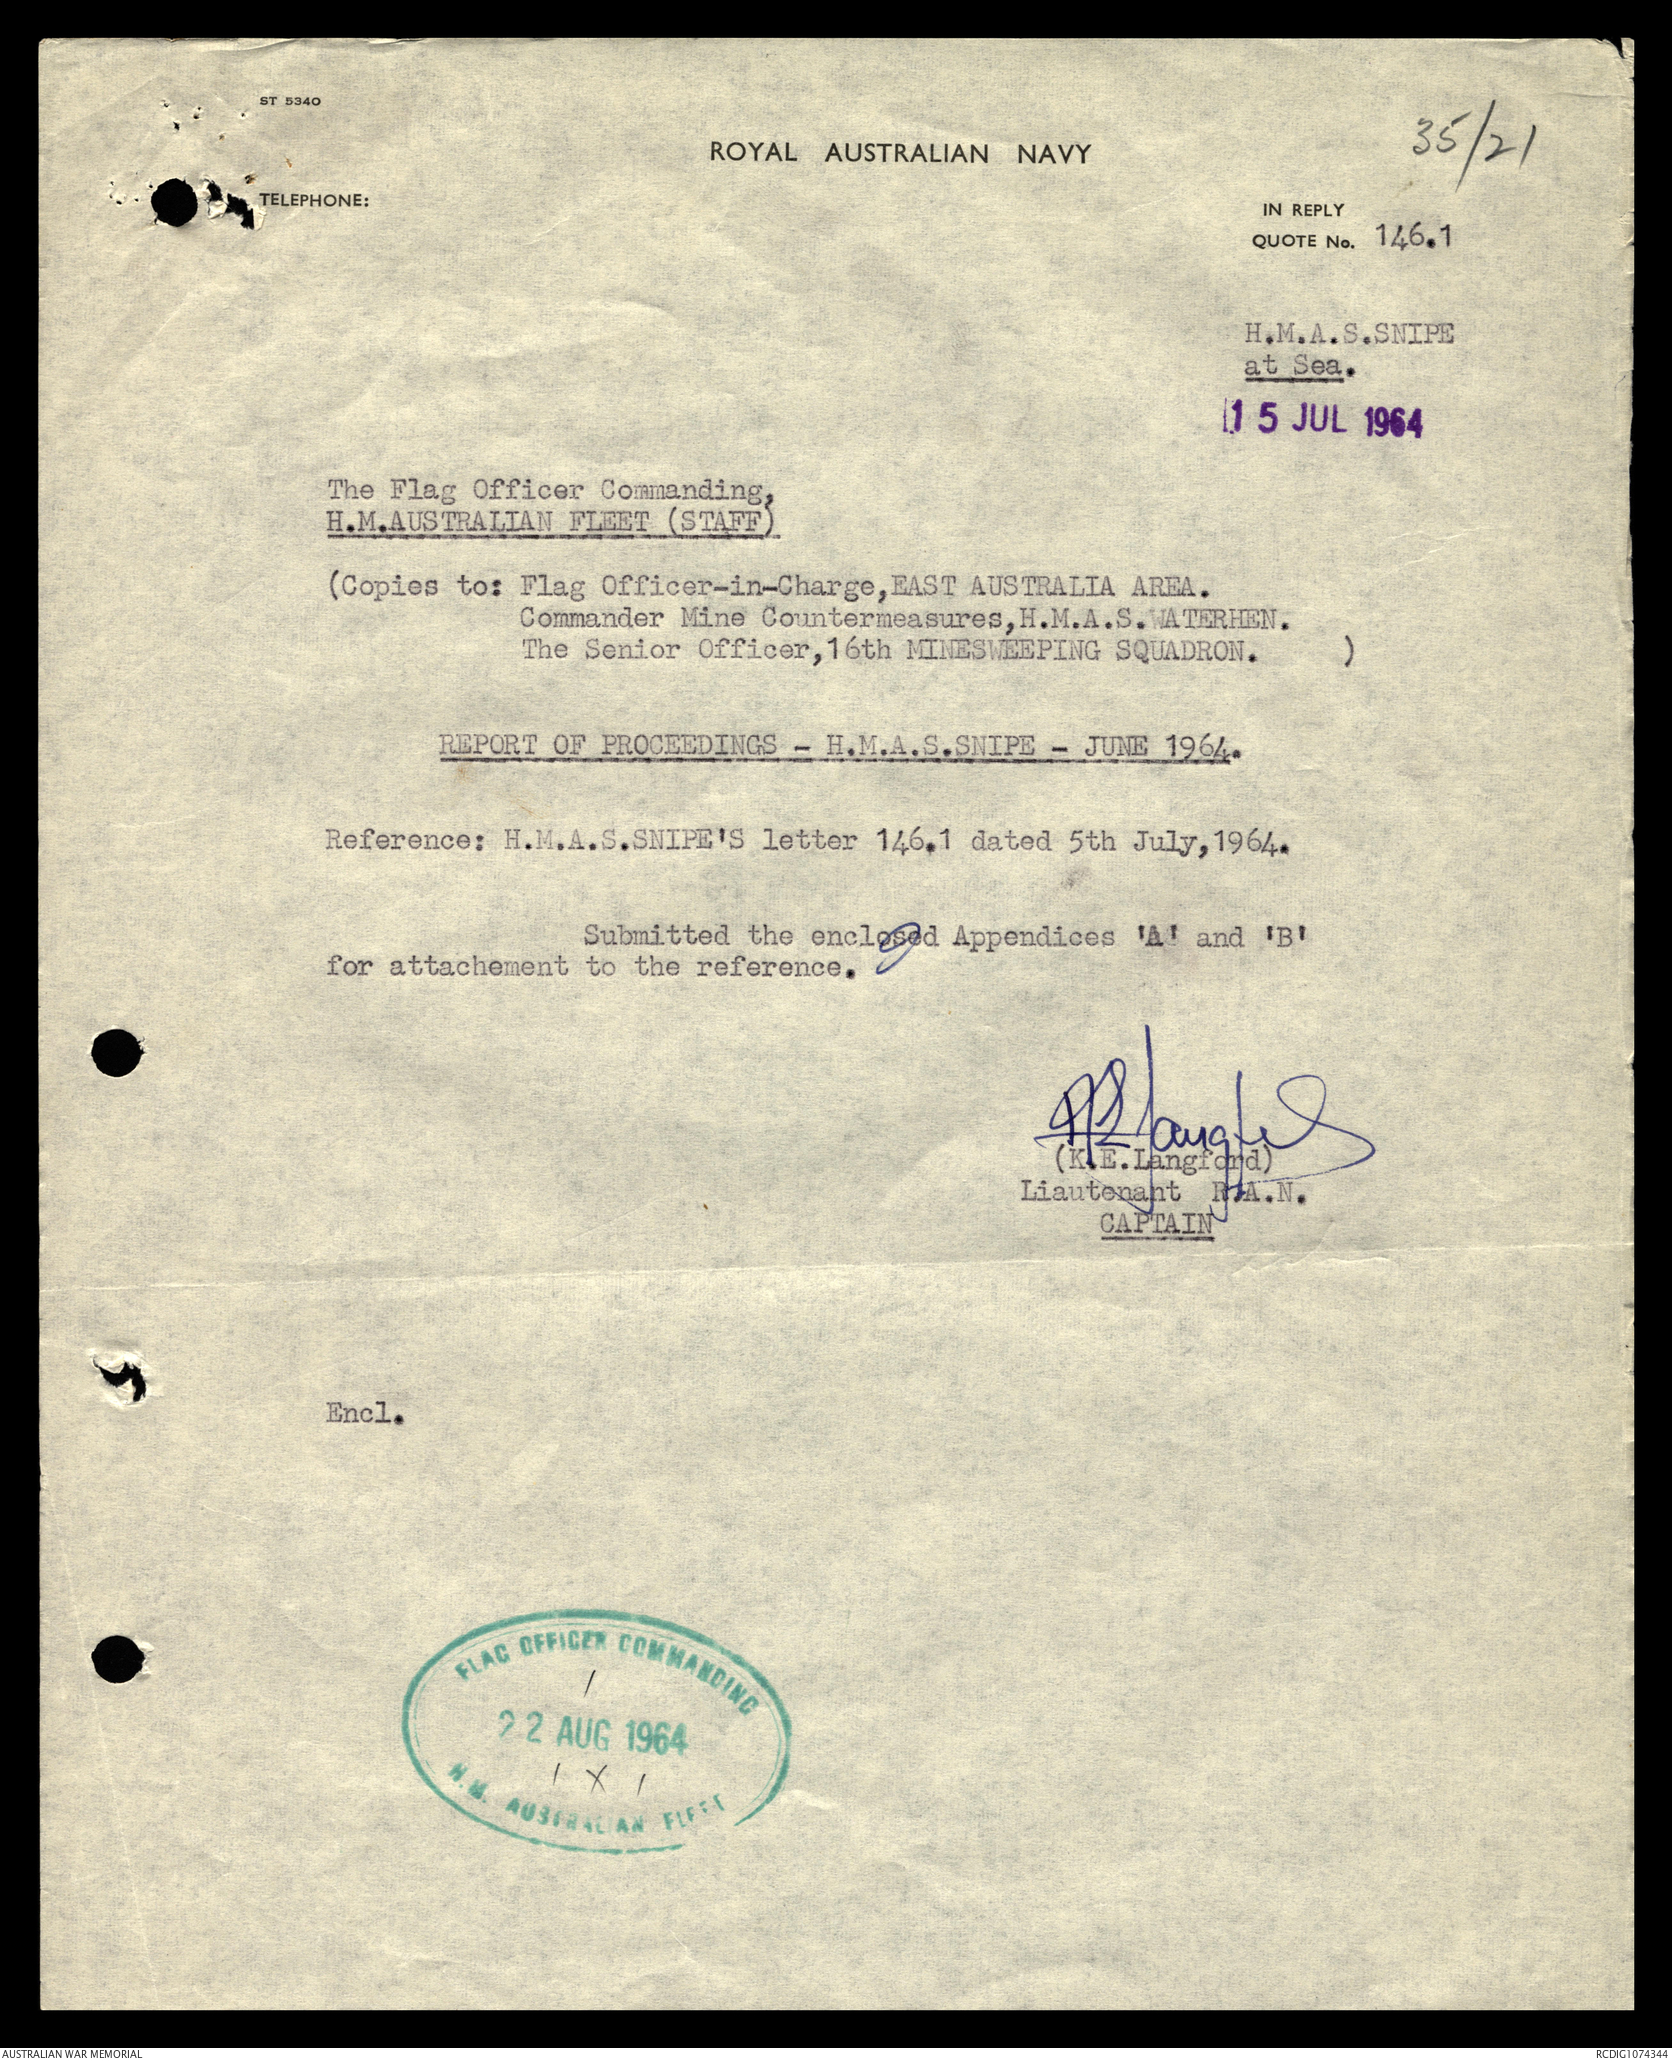 ST 5340
35/21
ROYAL AUSTRALIAN NAVY
TELEPHONE:
IN REPLY
QUOTE No. 146.1
H.M.A.S.SNIPE
at Sea.
15 JUL 1964
The Flag Officer Commanding,
H.M.AUSTRALIAN FLEET (STAFF)
(Copies to: Flag Officer-in-Charge,EAST AUSTRALIA AREA.
Commander Mine Countermeasures,H.M.A.S.WATERHEN.
The Senior Officer,16th MINESWEEPING SQUADRON. )
REPORT OF PROCEEDINGS - H.M.A.S.SNIPE - JUNE 1964.
Reference: H.M.A.S.SNIPE'S letter 146.1 dated 5th July,1964.
Submitted the enclosed Appendices 'A' and 'B'
for attachement to the reference.
(K.E.Langford)
Liautenant R.A.N.
CAPTAIN
Encl.
FLAG OFFICER COMMANDING
22 AUG 1964
H.M. AUSTRALIAN FLEET
AUSTRALIAN WAR MEMORIAL
RCDIG1074344